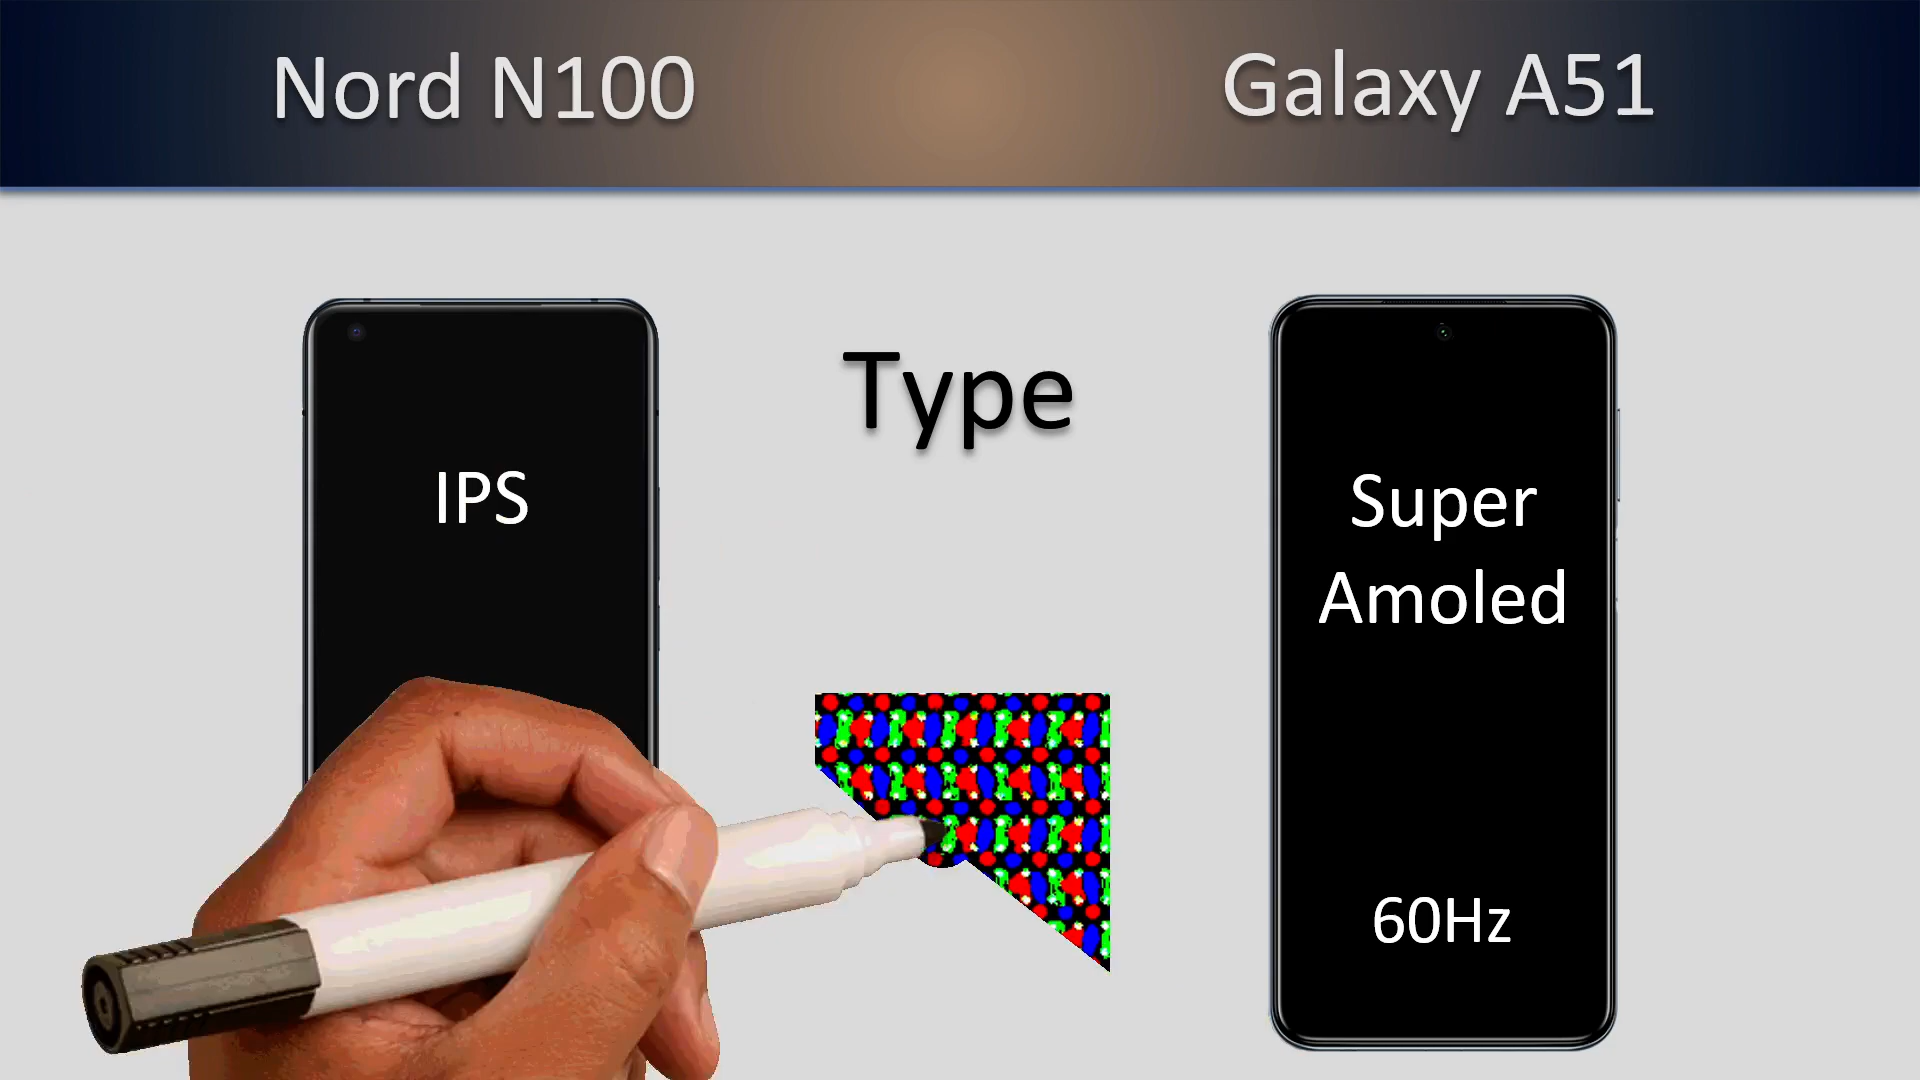 Nord N100
Galaxy A51
Type
IPS
Super
Amoled
60Hz